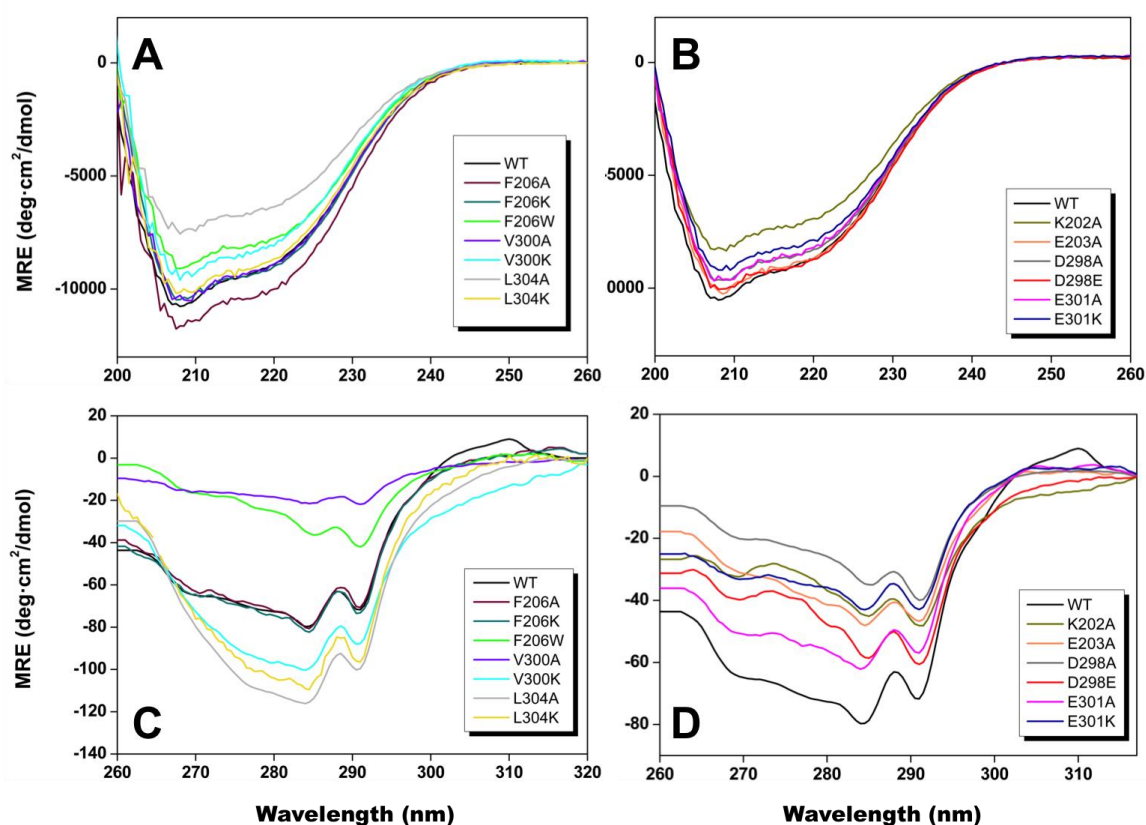 A
MRE (deg·cm²/dmol)
0
-5000
-10000
200 210 220 230 240 250 260
WT
F206A
F206K
F206W
V300A
V300K
L304A
L304K
B
0
5000
0000
200 210 220 230 240 250 260
WT
K202A
E203A
D298A
D298E
E301A
E301K
C
MRE (deg·cm²/dmol)
20
0
-20
-40
-60
-80
-100
-120
-140
260 270 280 290 300 310 320
WT
F206A
F206K
F206W
V300A
V300K
L304A
L304K
Wavelength (nm)
D
20
0
-20
-40
-60
-80
260 270 280 290 300 310
WT
K202A
E203A
D298A
D298E
E301A
E301K
Wavelength (nm)